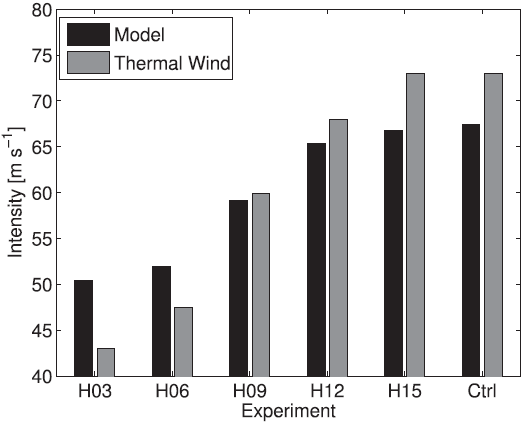 80
75
70
65
60
55
50
45
40
Intensity [m s⁻¹]
Model
Thermal Wind
H03 H06 H09 H12 H15 Ctrl
Experiment